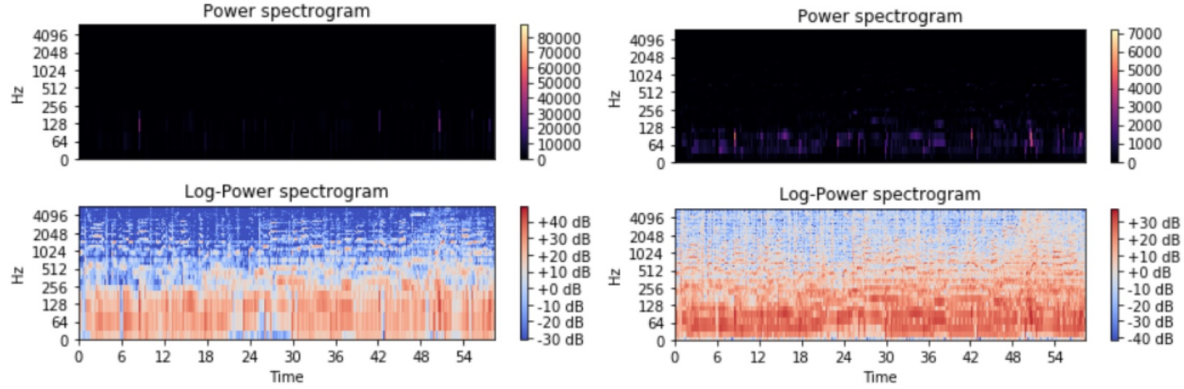 Power spectrogram
4096
2048
1024
512
256
128
64
0
Hz
80000
70000
60000
50000
40000
30000
20000
10000
0
Power spectrogram
4096
2048
1024
512
256
128
64
0
Hz
7000
6000
5000
4000
3000
2000
1000
0
Log-Power spectrogram
4096
2048
1024
512
256
128
64
0
Hz
+40 dB
+30 dB
+20 dB
+10 dB
+0 dB
-10 dB
-20 dB
-30 dB
0 6 12 18 24 30 36 42 48 54
Time
Log-Power spectrogram
4096
2048
1024
512
256
128
64
0
Hz
+30 dB
+20 dB
+10 dB
+0 dB
-10 dB
-20 dB
-30 dB
-40 dB
0 6 12 18 24 30 36 42 48 54
Time